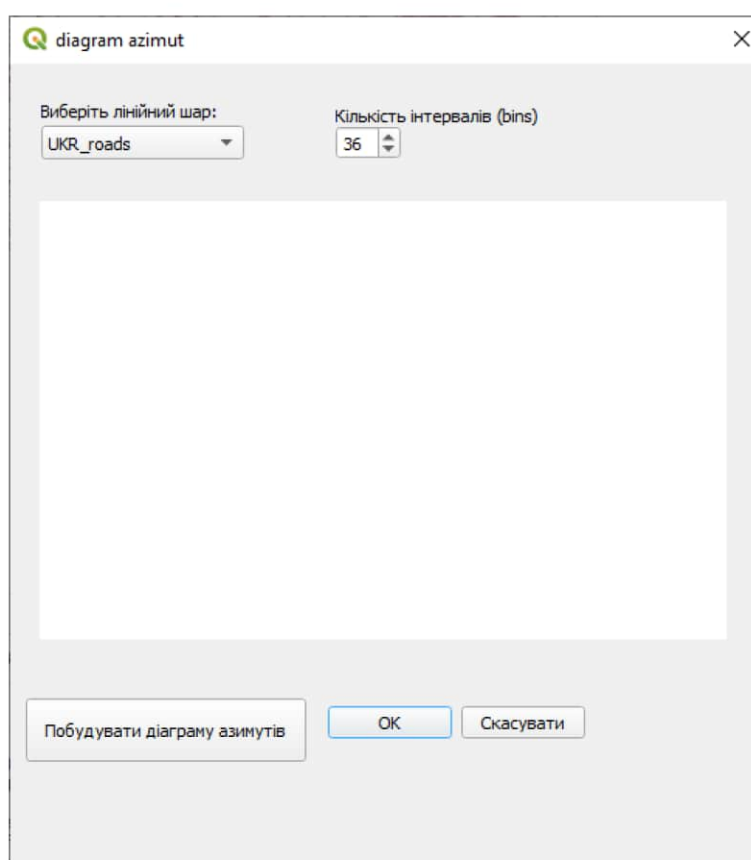 diagram azimut
Виберіть лінійний шар:
Кількість інтервалів (bins)
UKR_roads
36
Побудувати діаграму азимутів
OK
Скасувати